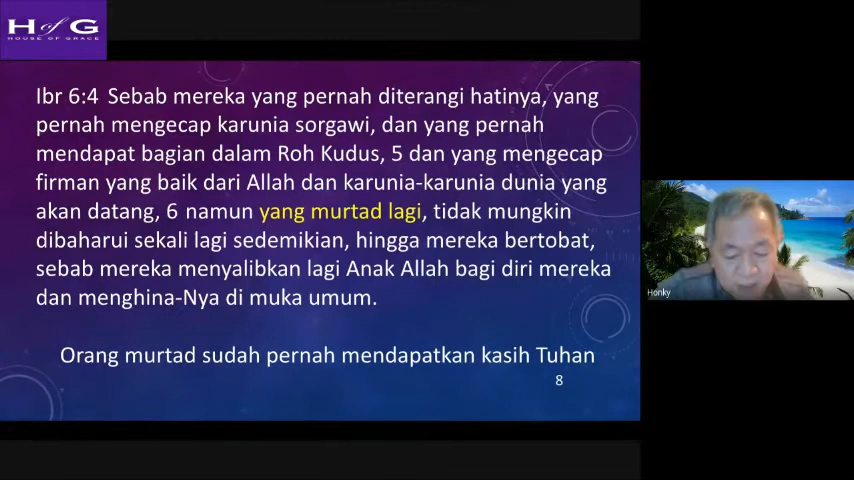 H of G
HOUSE OF GRACE
Ibr 6:4 Sebab mereka yang pernah diterangi hatinya, yang
pernah mengecap karunia sorgawi, dan yang pernah
mendapat bagian dalam Roh Kudus, 5 dan yang mengecap
firman yang baik dari Allah dan karunia-karunia dunia yang
akan datang, 6 namun yang murtad lagi, tidak mungkin
dibaharui sekali lagi sedemikian, hingga mereka bertobat,
sebab mereka menyalibkan lagi Anak Allah bagi diri mereka
dan menghina-Nya di muka umum.
Orang murtad sudah pernah mendapatkan kasih Tuhan
8
Honky